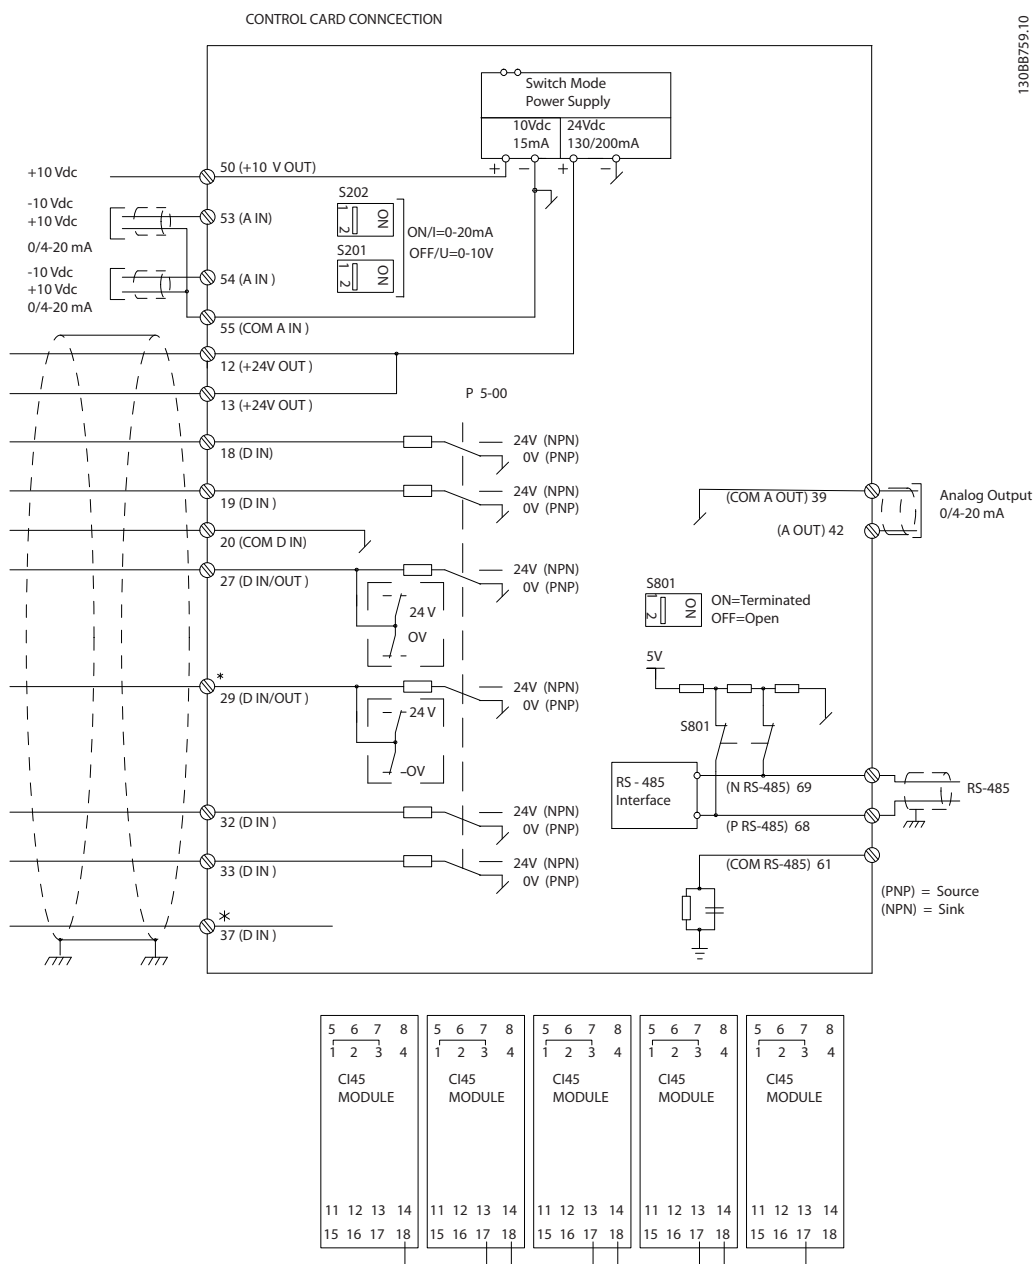 CONTROL CARD CONNCECTION
130BB759.10
Switch Mode
Power Supply
10Vdc
15mA
24Vdc
130/200mA
+ - + -
+10 Vdc
50 (+10 V OUT)
-10 Vdc
+10 Vdc
0/4-20 mA
53 (A IN)
S202
1 2
ON
ON/I=0-20mA
OFF/U=0-10V
S201
1 2
ON
-10 Vdc
+10 Vdc
0/4-20 mA
54 (A IN )
55 (COM A IN )
12 (+24V OUT )
13 (+24V OUT )
P 5-00
18 (D IN)
24V (NPN)
0V (PNP)
19 (D IN )
24V (NPN)
0V (PNP)
(COM A OUT) 39
Analog Output
0/4-20 mA
(A OUT) 42
20 (COM D IN)
27 (D IN/OUT )
24V (NPN)
0V (PNP)
24 V
OV
S801
1 2
ON
ON=Terminated
OFF=Open
*
29 (D IN/OUT )
24V (NPN)
0V (PNP)
24 V
OV
5V
S801
RS - 485
Interface
(N RS-485) 69
RS-485
(P RS-485) 68
32 (D IN )
24V (NPN)
0V (PNP)
33 (D IN )
24V (NPN)
0V (PNP)
(COM RS-485) 61
(PNP) = Source
(NPN) = Sink
*
37 (D IN )
5 6 7 8
1 2 3 4
CI45
MODULE
11 12 13 14
15 16 17 18
5 6 7 8
1 2 3 4
CI45
MODULE
11 12 13 14
15 16 17 18
5 6 7 8
1 2 3 4
CI45
MODULE
11 12 13 14
15 16 17 18
5 6 7 8
1 2 3 4
CI45
MODULE
11 12 13 14
15 16 17 18
5 6 7 8
1 2 3 4
CI45
MODULE
11 12 13 14
15 16 17 18